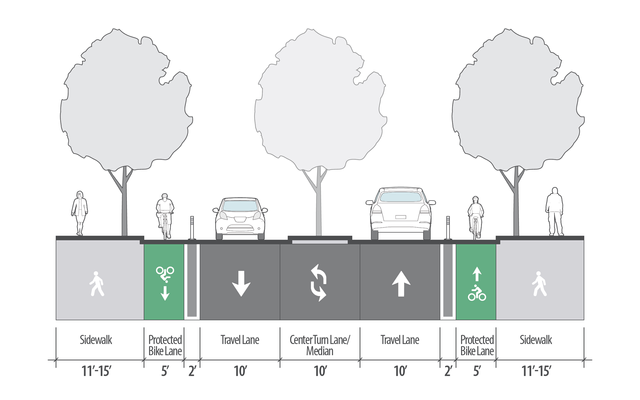 Sidewalk
Protected
Bike Lane
Travel Lane
Center Turn Lane/
Median
Travel Lane
Protected
Bike Lane
Sidewalk
11'-15' 5' 2' 10' 10' 10' 2' 5' 11'-15'